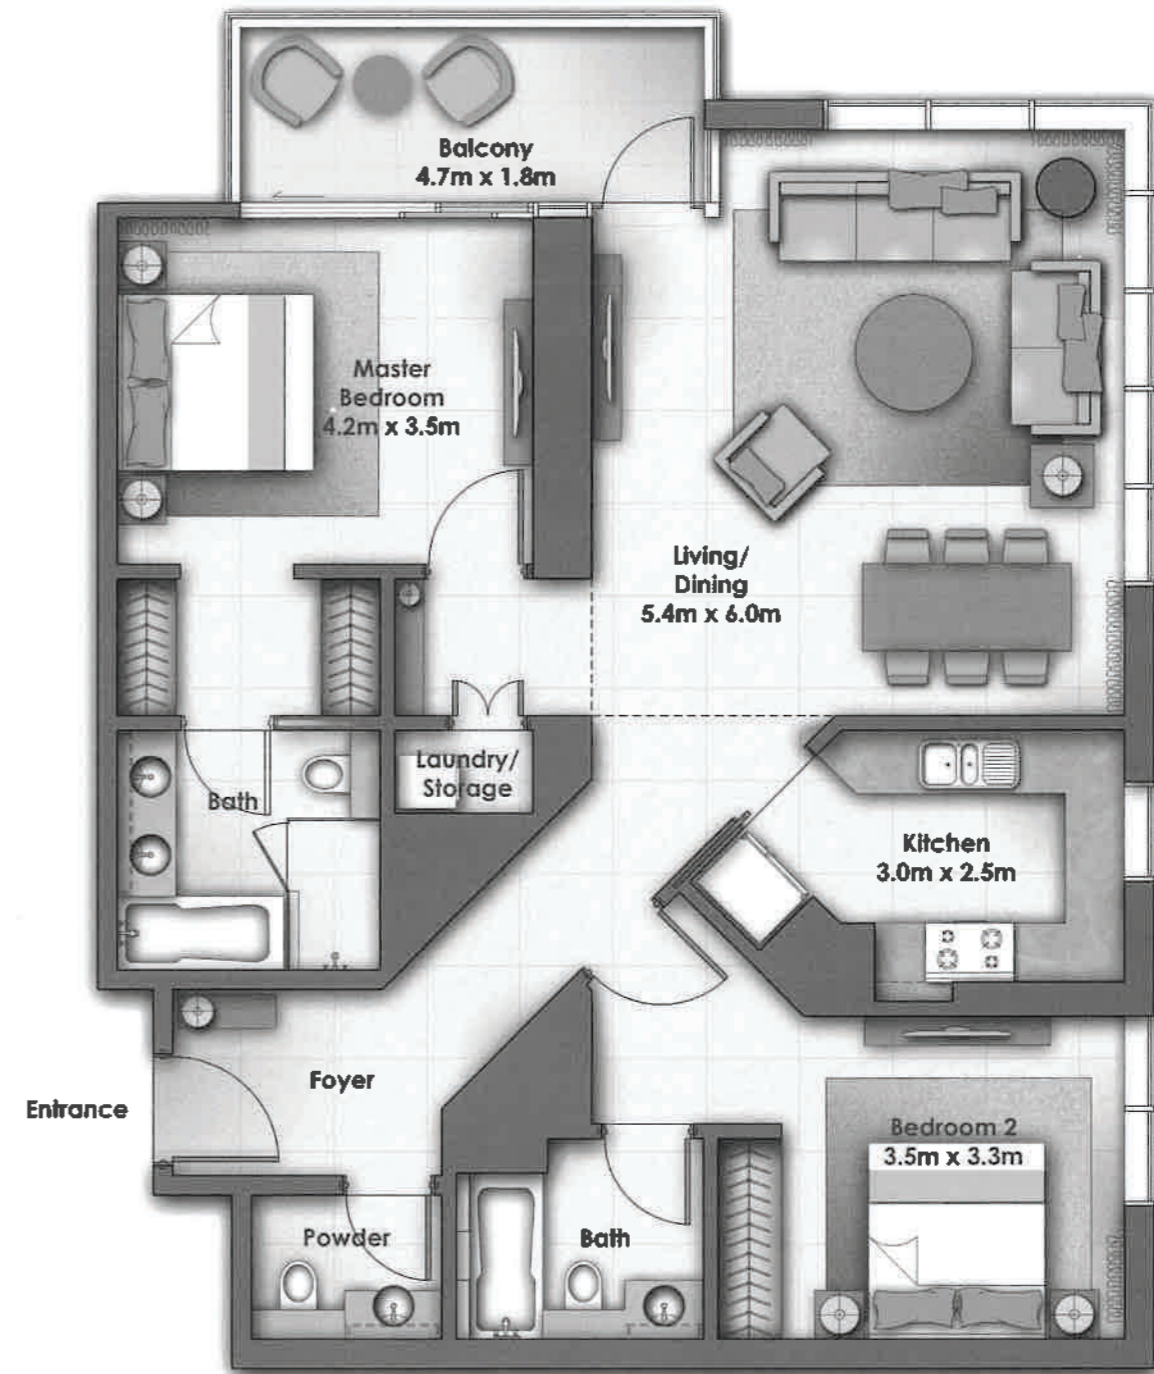 Balcony
4.7m x 1.8m
Master
Bedroom
4.2m x 3.5m
Living/
Dining
5.4m x 6.0m
Laundry/
Storage
Bath
Kitchen
3.0m x 2.5m
Foyer
Entrance
Bedroom 2
3.5m x 3.3m
Powder
Bath